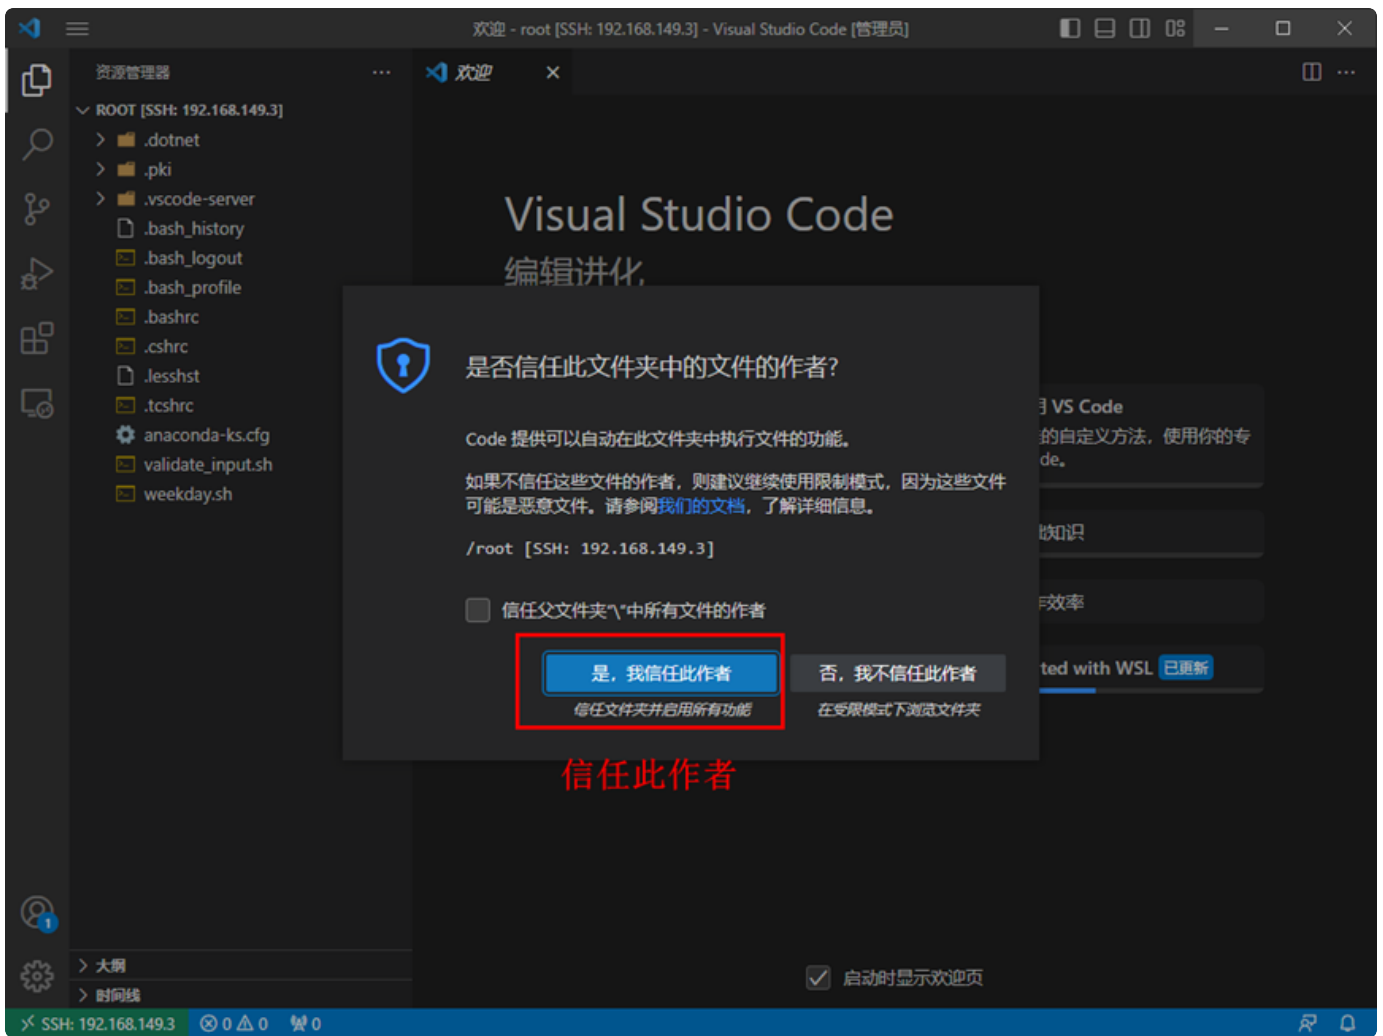 欢迎 - root [SSH: 192.168.149.3] - Visual Studio Code [管理员]
资源管理器
欢迎
ROOT [SSH: 192.168.149.3]
.dotnet
.pki
.vscode-server
.bash_history
.bash_logout
.bash_profile
.bashrc
.cshrc
.lesshst
.tcshrc
anaconda-ks.cfg
validate_input.sh
weekday.sh
Visual Studio Code
编辑进化
是否信任此文件夹中的文件的作者?
Code 提供可以自动在此文件夹中执行文件的功能。
如果不信任这些文件的作者，则建议继续使用限制模式，因为这些文件
可能是恶意文件。请参阅我们的文档，了解详细信息。
/root [SSH: 192.168.149.3]
信任父文件夹"\"中所有文件的作者
是，我信任此作者
否，我不信任此作者
信任文件夹并启用所有功能
在受限模式下浏览文件夹
信任此作者
VS Code
的自定义方法，使用你的专
de。
知识
效率
ted with WSL 已更新
1
大纲
时间线
启动时显示欢迎页
SSH: 192.168.149.3
0
0
0